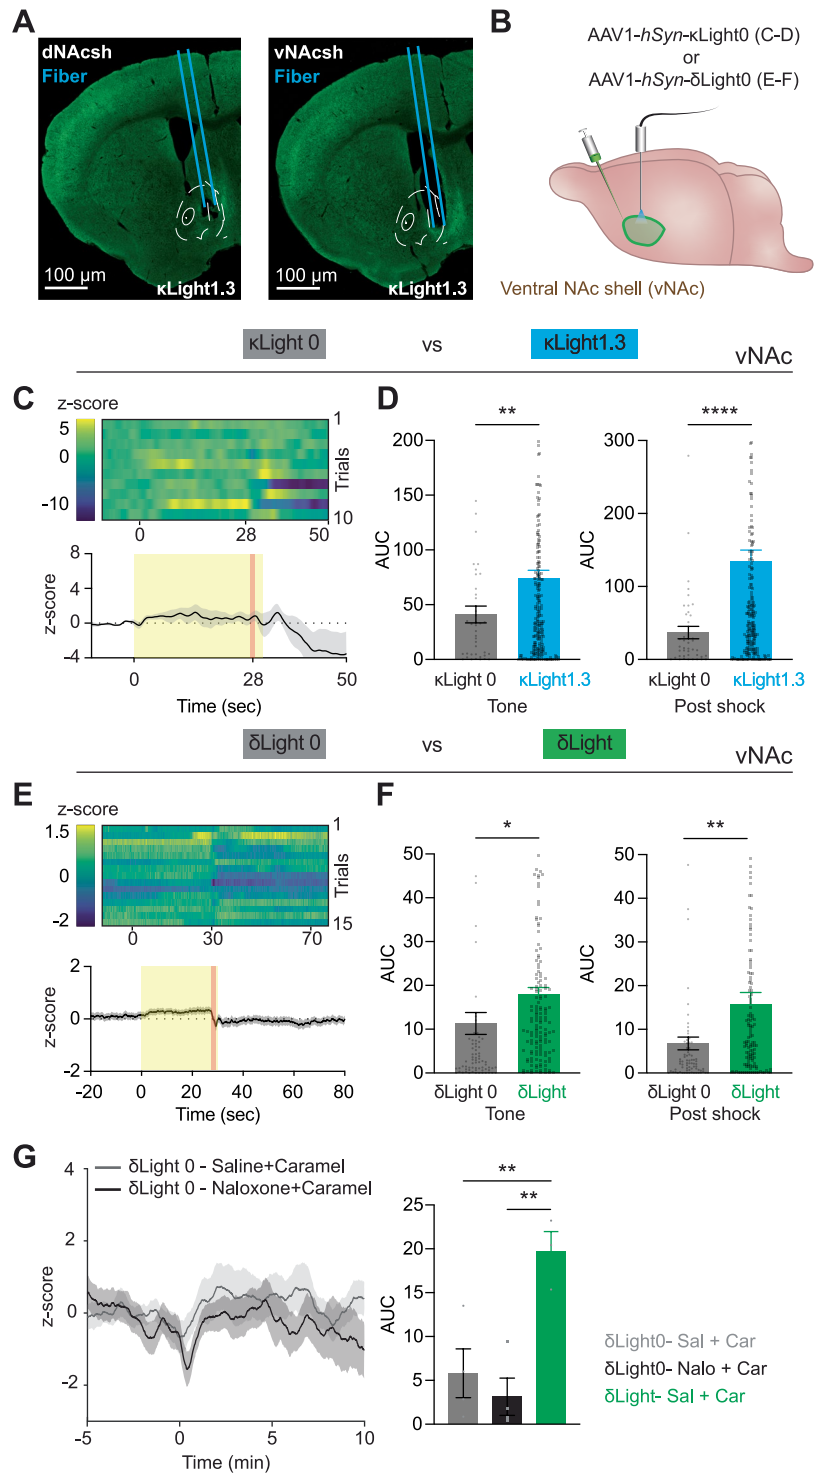 A
dNAcsh
Fiber
100 µm
κLight1.3
vNAcsh
Fiber
100 µm
κLight1.3
B
AAV1-hSyn-κLight0 (C-D)
or
AAV1-hSyn-δLight0 (E-F)
Ventral NAc shell (vNAc)
κLight 0
vs
κLight1.3
vNAc
C
z-score
5
0
-10
1
Trials
10
0
28
50
8
4
0
-4
z-score
0
28
50
Time (sec)
D
**
200
150
100
50
0
AUC
κLight 0
κLight1.3
Tone
****
300
200
100
0
AUC
κLight 0
κLight1.3
Post shock
δLight 0
vs
δLight
vNAc
E
z-score
1.5
0
-2
1
Trials
15
0
30
70
2
0
-2
z-score
-20
0
20
40
60
80
Time (sec)
F
*
50
40
30
20
10
0
AUC
δLight 0
δLight
Tone
**
50
40
30
20
10
0
AUC
δLight 0
δLight
Post shock
G
δLight 0 - Saline+Caramel
δLight 0 - Naloxone+Caramel
4
2
0
-2
z-score
-5
0
5
10
Time (min)
**
**
25
20
15
10
5
0
AUC
δLight0- Sal + Car
δLight0- Nalo + Car
δLight- Sal + Car